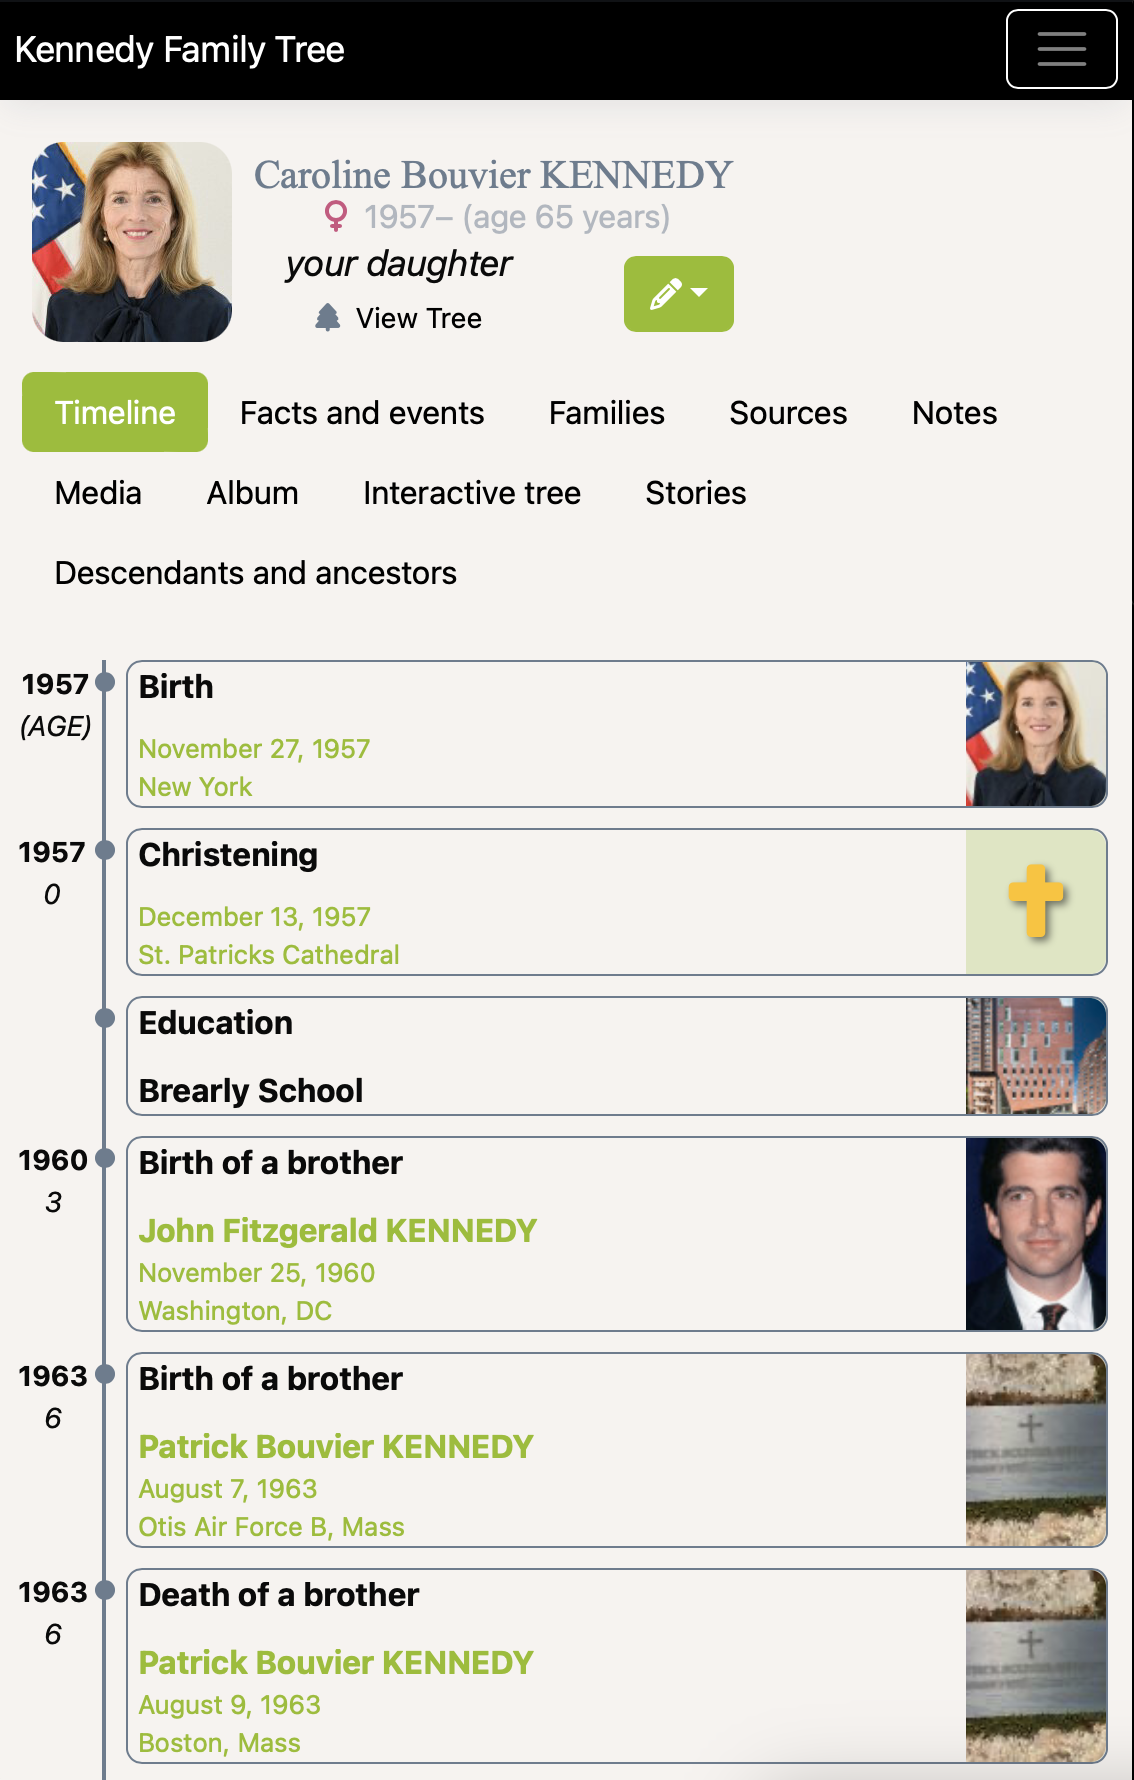 Kennedy Family Tree
Caroline Bouvier KENNEDY
1957– (age 65 years)
your daughter
View Tree
Timeline
Facts and events
Families
Sources
Notes
Media
Album
Interactive tree
Stories
Descendants and ancestors
1957
(AGE)
Birth
November 27, 1957
New York
1957
0
Christening
December 13, 1957
St. Patricks Cathedral
Education
Brearly School
1960
3
Birth of a brother
John Fitzgerald KENNEDY
November 25, 1960
Washington, DC
1963
6
Birth of a brother
Patrick Bouvier KENNEDY
August 7, 1963
Otis Air Force B, Mass
1963
6
Death of a brother
Patrick Bouvier KENNEDY
August 9, 1963
Boston, Mass